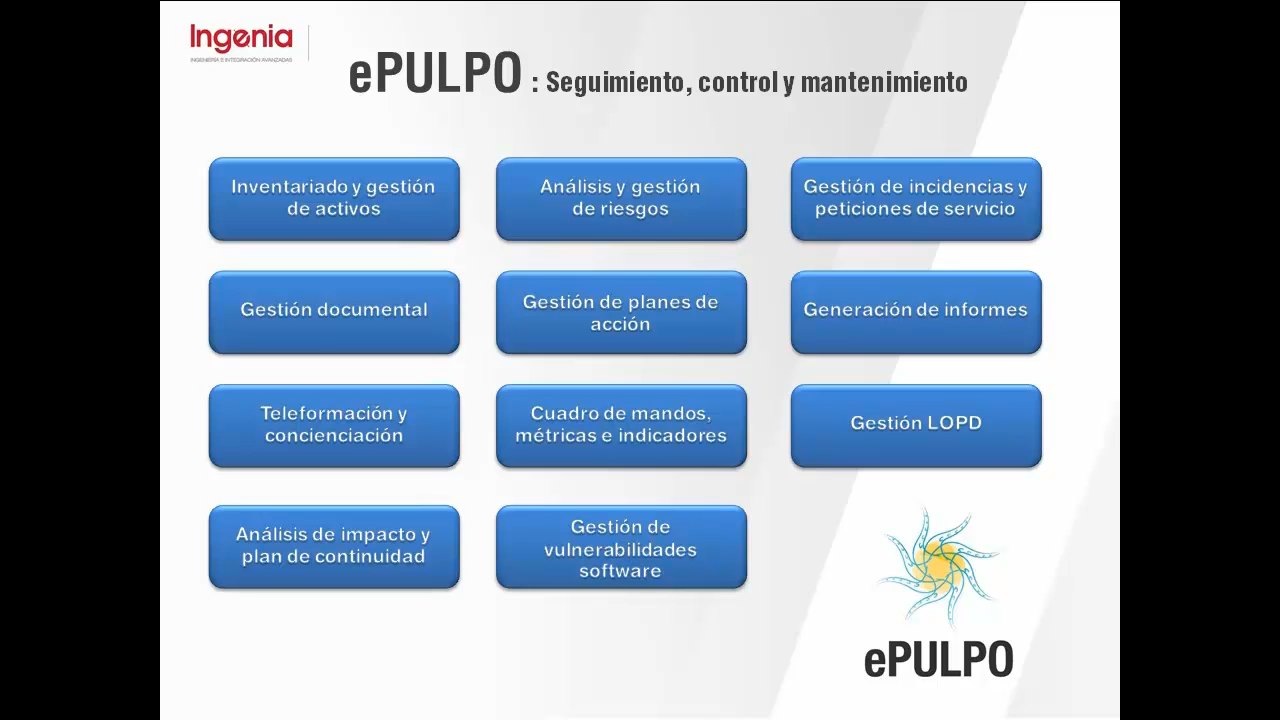 Ingenia
INGENIERÍA E INTEGRACIÓN AVANZADAS
ePULPO : Seguimiento, control y mantenimiento
Inventariado y gestión
de activos
Análisis y gestión
de riesgos
Gestión de incidencias y
peticiones de servicio
Gestión documental
Gestión de planes de
acción
Generación de informes
Teleformación y
concienciación
Cuadro de mandos,
métricas e indicadores
Gestión LOPD
Análisis de impacto y
plan de continuidad
Gestión de
vulnerabilidades
software
ePULPO